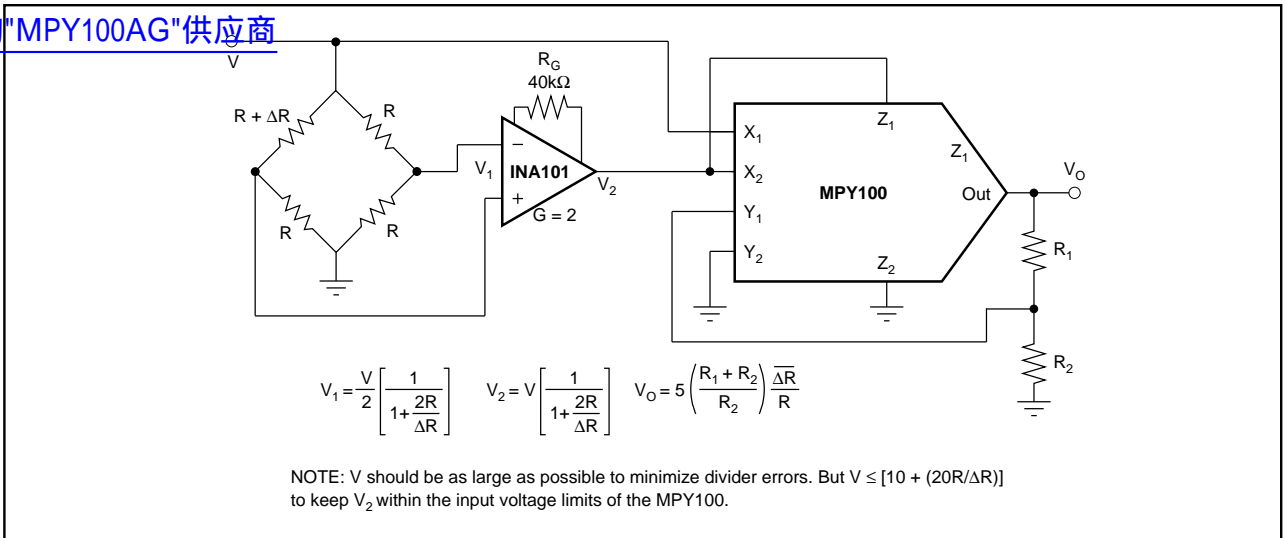 "MPY100AG"供应商
V
R + ΔR
R
R
R
R_G
40kΩ
V_1
−
+
INA101
G = 2
V_2
X_1
X_2
Y_1
Y_2
Z_1
Z_1
MPY100
Out
Z_2
V_O
R_1
R_2
V_1 = V/2 [1/(1+2R/ΔR)] V_2 = V [1/(1+2R/ΔR)] V_O = 5 ((R_1 + R_2)/R_2) ΔR/R
NOTE: V should be as large as possible to minimize divider errors. But V ≤ [10 + (20R/ΔR)]
to keep V_2 within the input voltage limits of the MPY100.